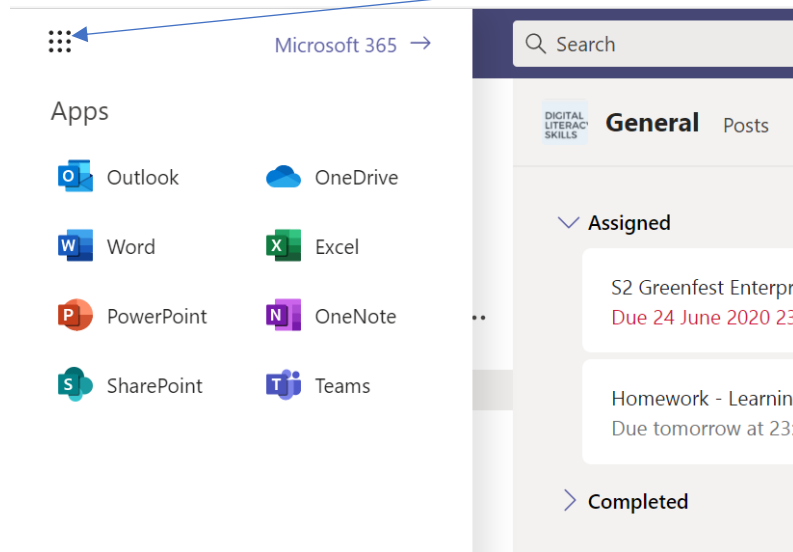 Microsoft 365 →
Search
Apps
DIGITAL
LITERAC
SKILLS
General Posts
Outlook OneDrive
Word Excel
PowerPoint OneNote
SharePoint Teams
Assigned
S2 Greenfest Enterpr
Due 24 June 2020 23
Homework - Learnin
Due tomorrow at 23:
Completed